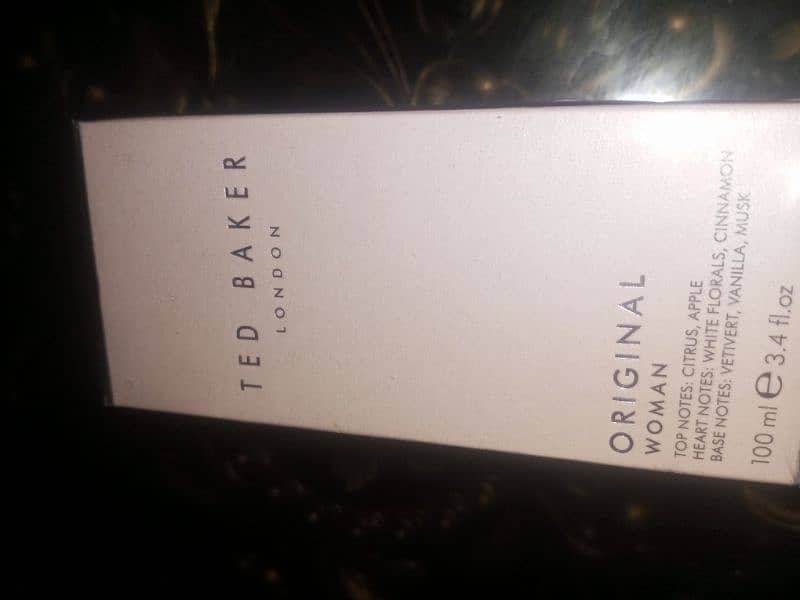 TED BAKER
LONDON
ORIGINAL
WOMAN
TOP NOTES: CITRUS, APPLE
HEART NOTES: WHITE FLORALS, CINNAMON
BASE NOTES: VETIVERT, VANILLA, MUSK
100 ml ℮ 3.4 fl.oz